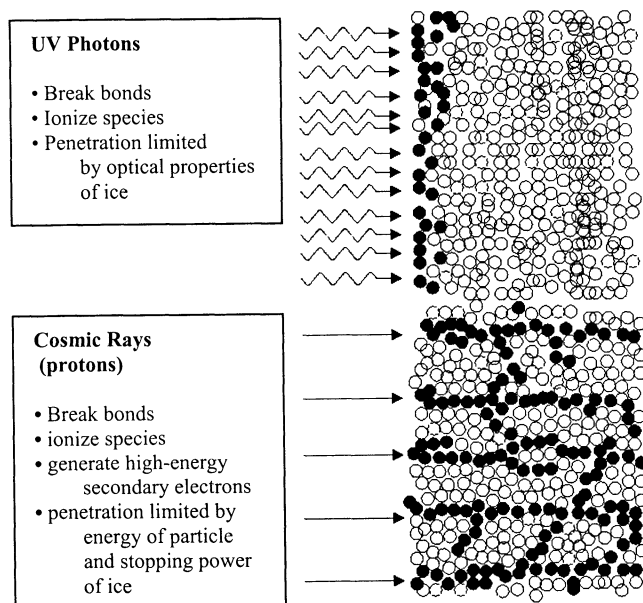 UV Photons
• Break bonds
• Ionize species
• Penetration limited
by optical properties
of ice
Cosmic Rays
(protons)
• Break bonds
• ionize species
• generate high-energy
secondary electrons
• penetration limited by
energy of particle
and stopping power
of ice